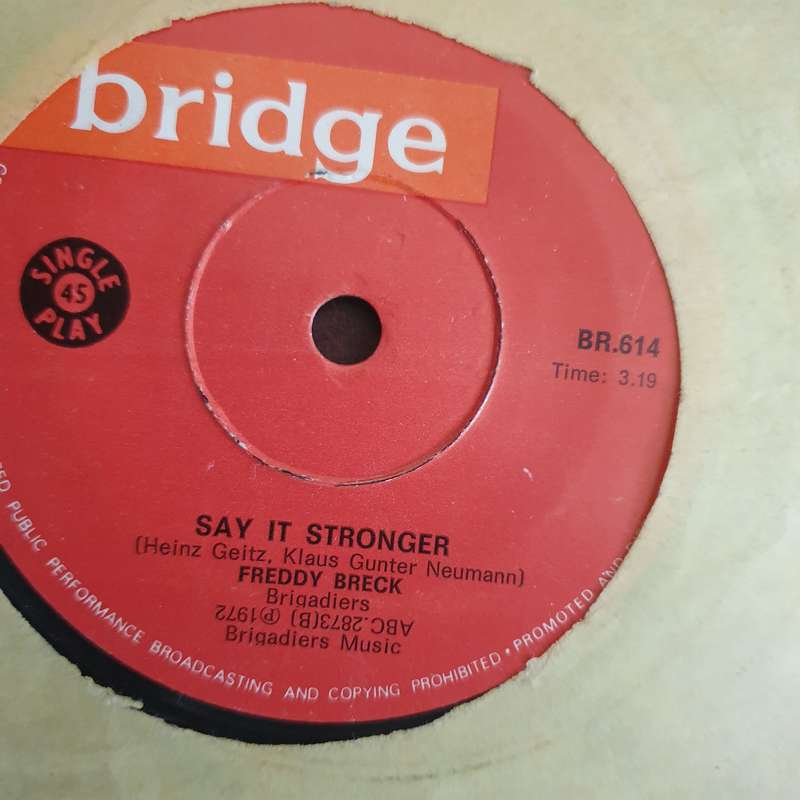 bridge
SINGLE
45
PLAY
BR.614
Time: 3.19
SAY IT STRONGER
(Heinz Geitz, Klaus Gunter Neumann)
FREDDY BRECK
Brigadiers
ABC.2873(B) ℗1972
Brigadiers Music
PUBLIC PERFORMANCE BROADCASTING AND COPYING PROHIBITED • PROMOTED AND